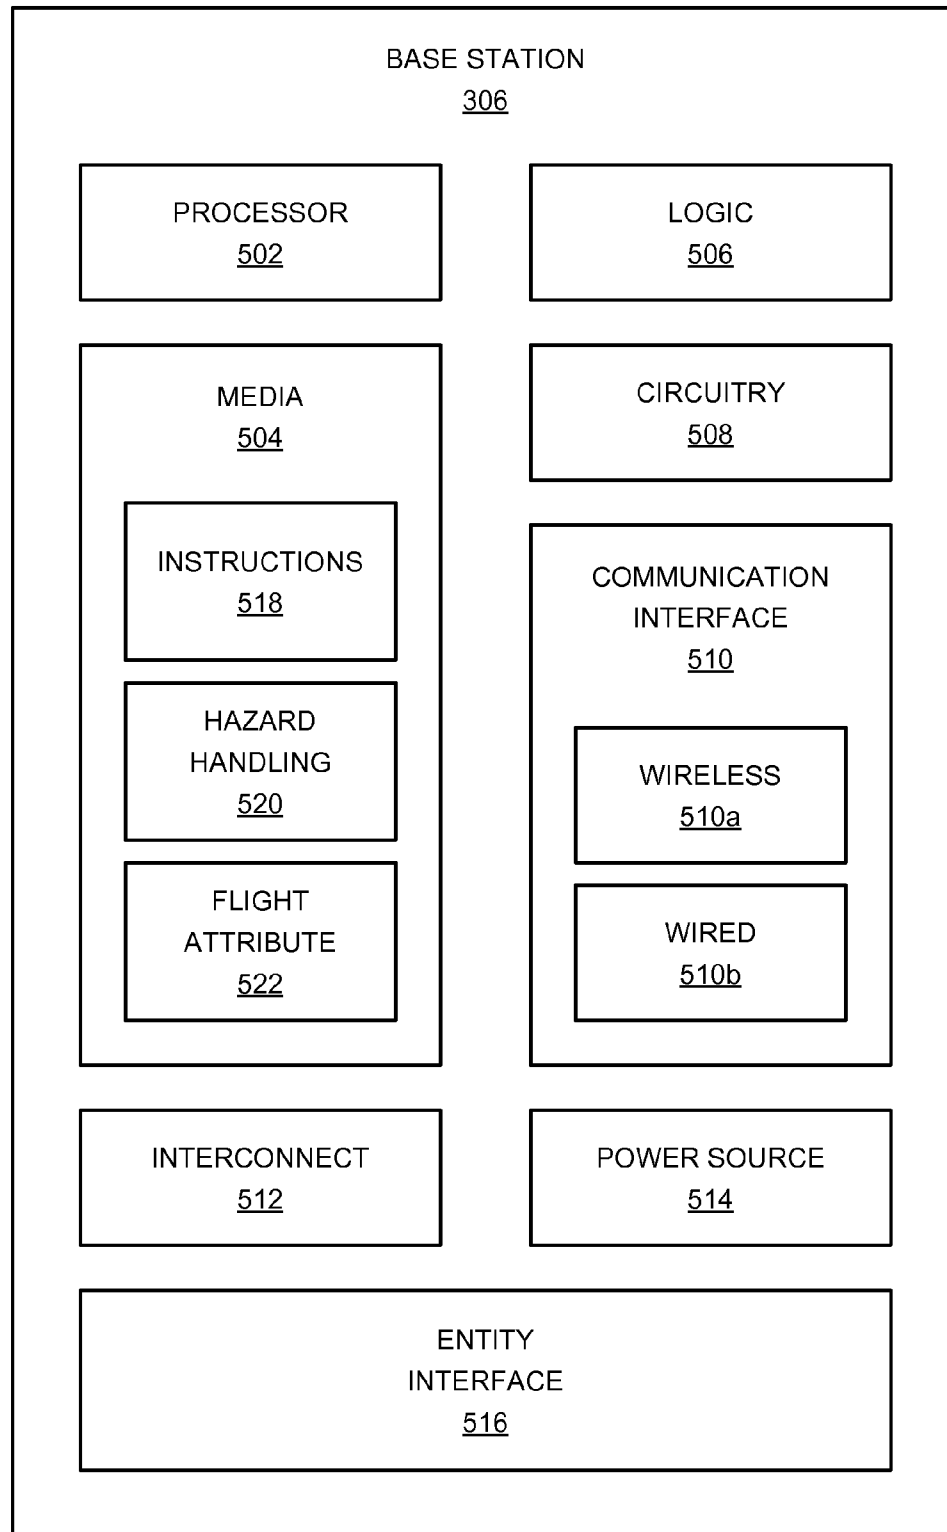 BASE STATION
306
PROCESSOR
502
LOGIC
506
MEDIA
504
INSTRUCTIONS
518
HAZARD
HANDLING
520
FLIGHT
ATTRIBUTE
522
CIRCUITRY
508
COMMUNICATION
INTERFACE
510
WIRELESS
510a
WIRED
510b
INTERCONNECT
512
POWER SOURCE
514
ENTITY
INTERFACE
516